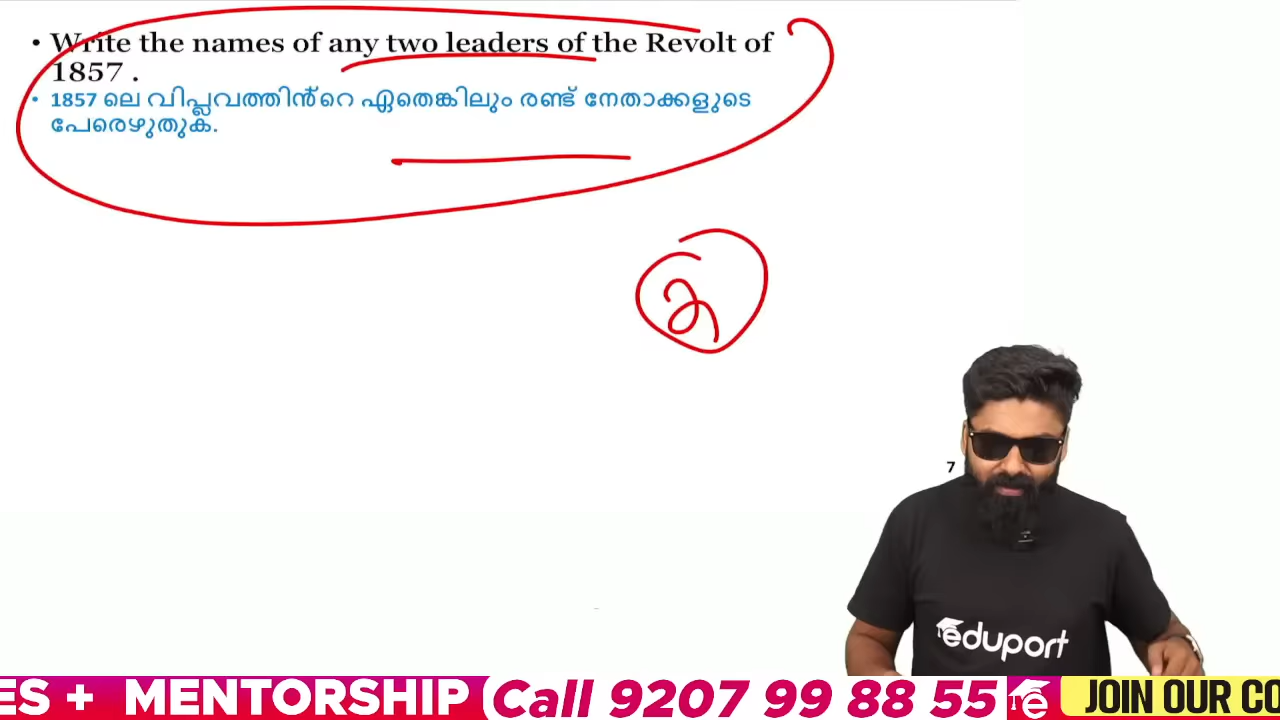 • Write the names of any two leaders of the Revolt of
1857 .
• 1857 ലെ വിപ്ലവത്തിൻ്റെ ഏതെങ്കിലും രണ്ട് നേതാക്കളുടെ
പേരെഴുതുക.
2
7
eduport
ES + MENTORSHIP Call 9207 99 88 55 e JOIN OUR CO